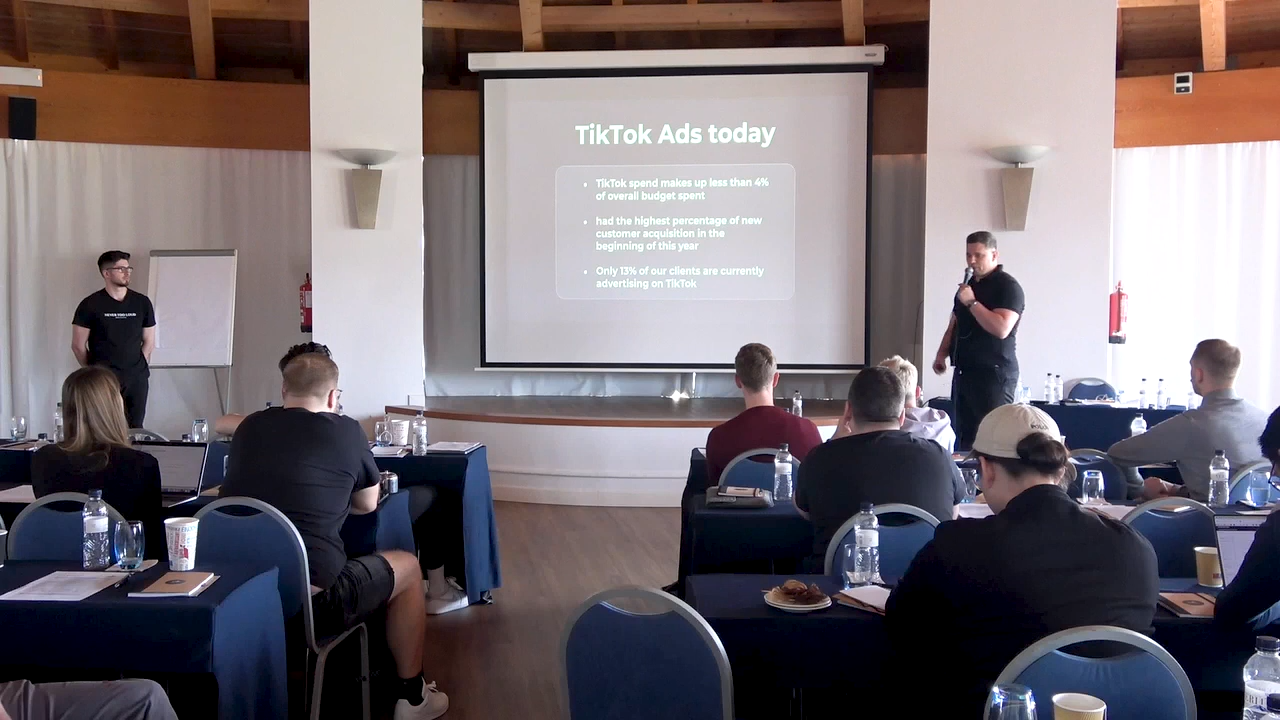 TikTok Ads today
• TikTok spend makes up less than 4%
of overall budget spent
• had the highest percentage of new
customer acquisition in the
beginning of this year
• Only 13% of our clients are currently
advertising on TikTok